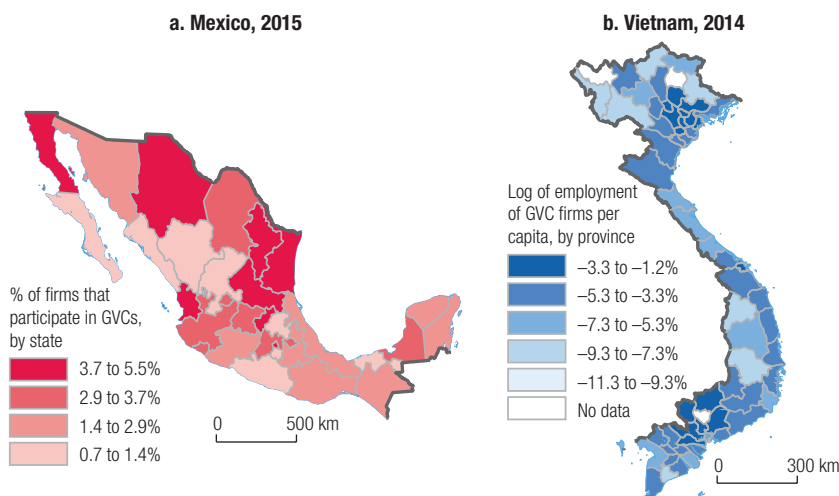 a. Mexico, 2015
% of firms that
participate in GVCs,
by state
3.7 to 5.5%
2.9 to 3.7%
1.4 to 2.9%
0.7 to 1.4%
0 500 km
b. Vietnam, 2014
Log of employment
of GVC firms per
capita, by province
–3.3 to –1.2%
–5.3 to –3.3%
–7.3 to –5.3%
–9.3 to –7.3%
–11.3 to –9.3%
No data
0 300 km